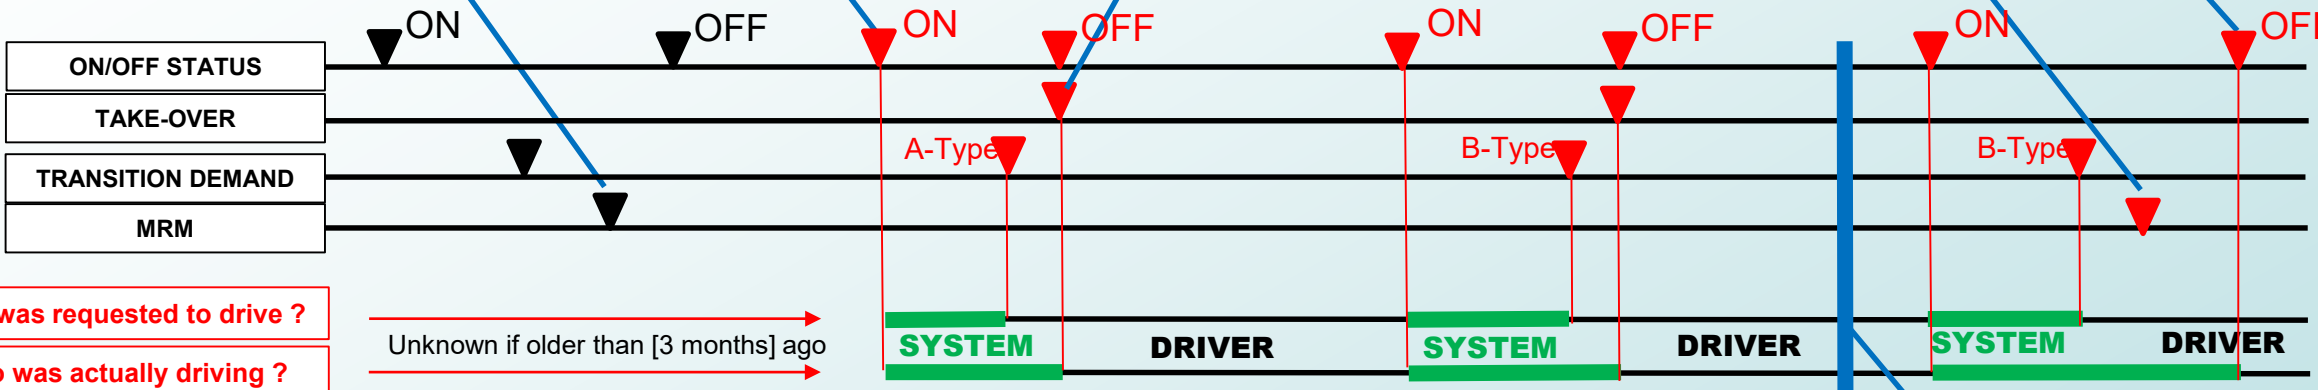 ON OFF ON OFF ON OFF ON OFF
ON/OFF STATUS
TAKE-OVER
A-Type B-Type B-Type
TRANSITION DEMAND
MRM
was requested to drive ?
Unknown if older than [3 months] ago SYSTEM DRIVER SYSTEM DRIVER SYSTEM DRIVER
was actually driving ?